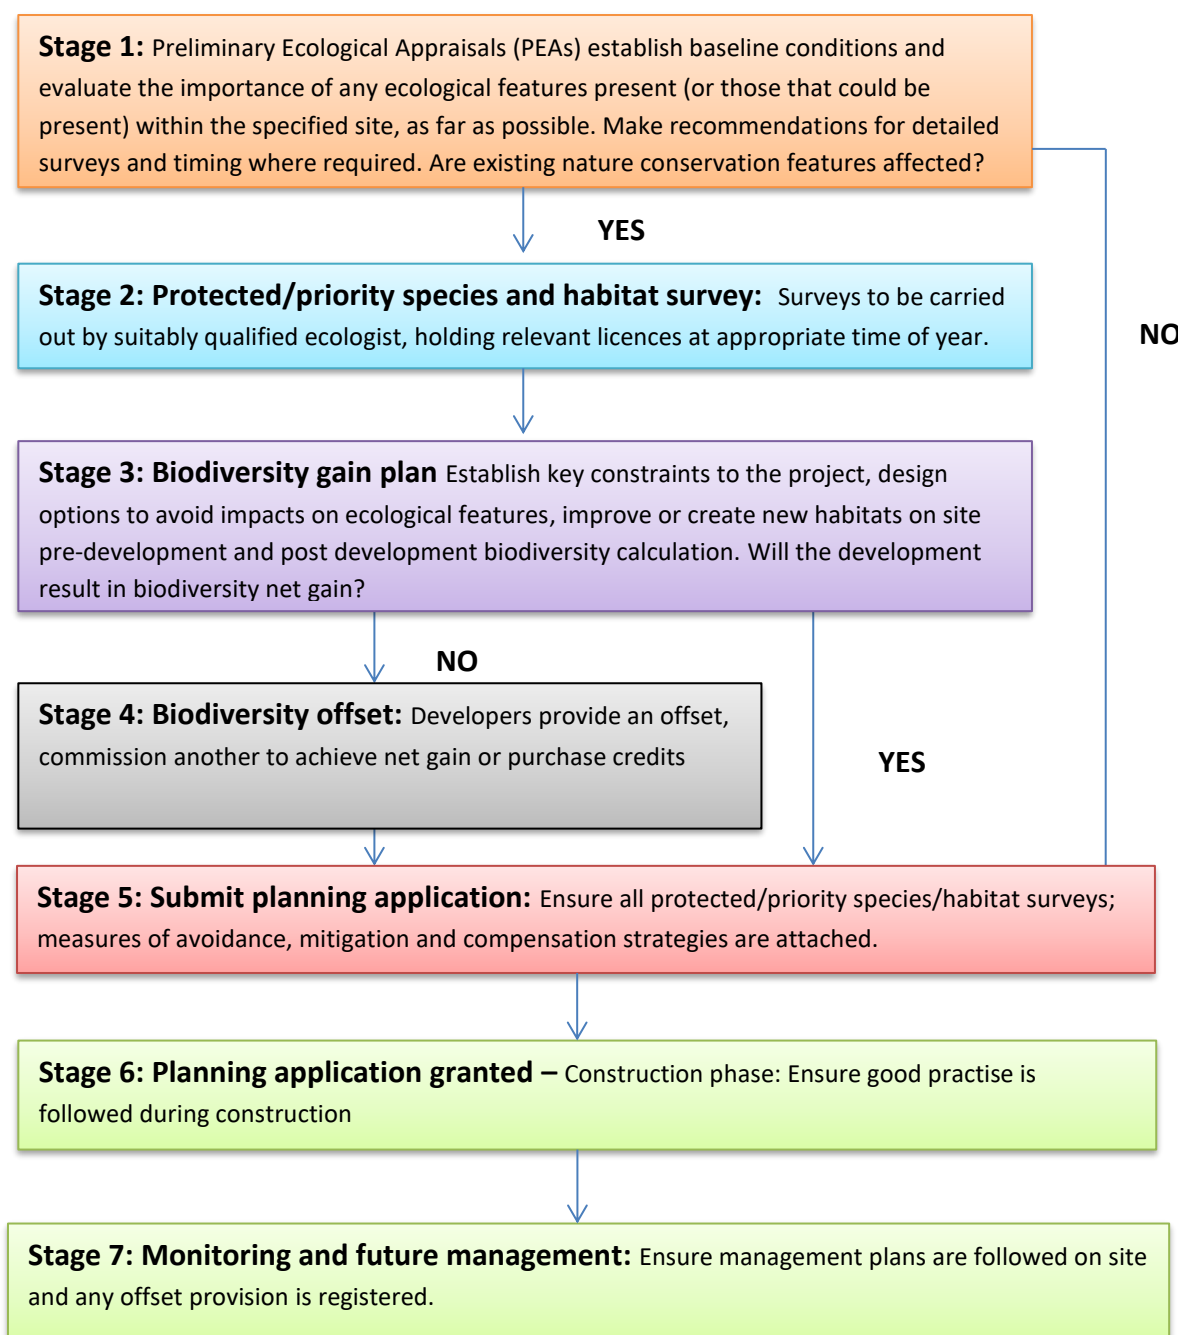 Stage 1: Preliminary Ecological Appraisals (PEAs) establish baseline conditions and
evaluate the importance of any ecological features present (or those that could be
present) within the specified site, as far as possible. Make recommendations for detailed
surveys and timing where required. Are existing nature conservation features affected?
YES
Stage 2: Protected/priority species and habitat survey: Surveys to be carried
out by suitably qualified ecologist, holding relevant licences at appropriate time of year.
NO
Stage 3: Biodiversity gain plan Establish key constraints to the project, design
options to avoid impacts on ecological features, improve or create new habitats on site
pre-development and post development biodiversity calculation. Will the development
result in biodiversity net gain?
NO
Stage 4: Biodiversity offset: Developers provide an offset,
commission another to achieve net gain or purchase credits
YES
Stage 5: Submit planning application: Ensure all protected/priority species/habitat surveys;
measures of avoidance, mitigation and compensation strategies are attached.
Stage 6: Planning application granted – Construction phase: Ensure good practise is
followed during construction
Stage 7: Monitoring and future management: Ensure management plans are followed on site
and any offset provision is registered.